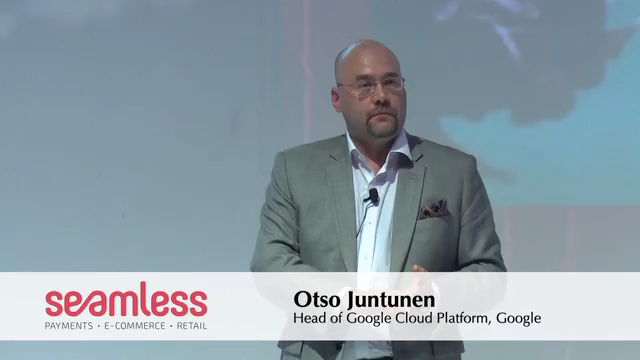 seamless
PAYMENTS • E-COMMERCE • RETAIL
Otso Juntunen
Head of Google Cloud Platform, Google